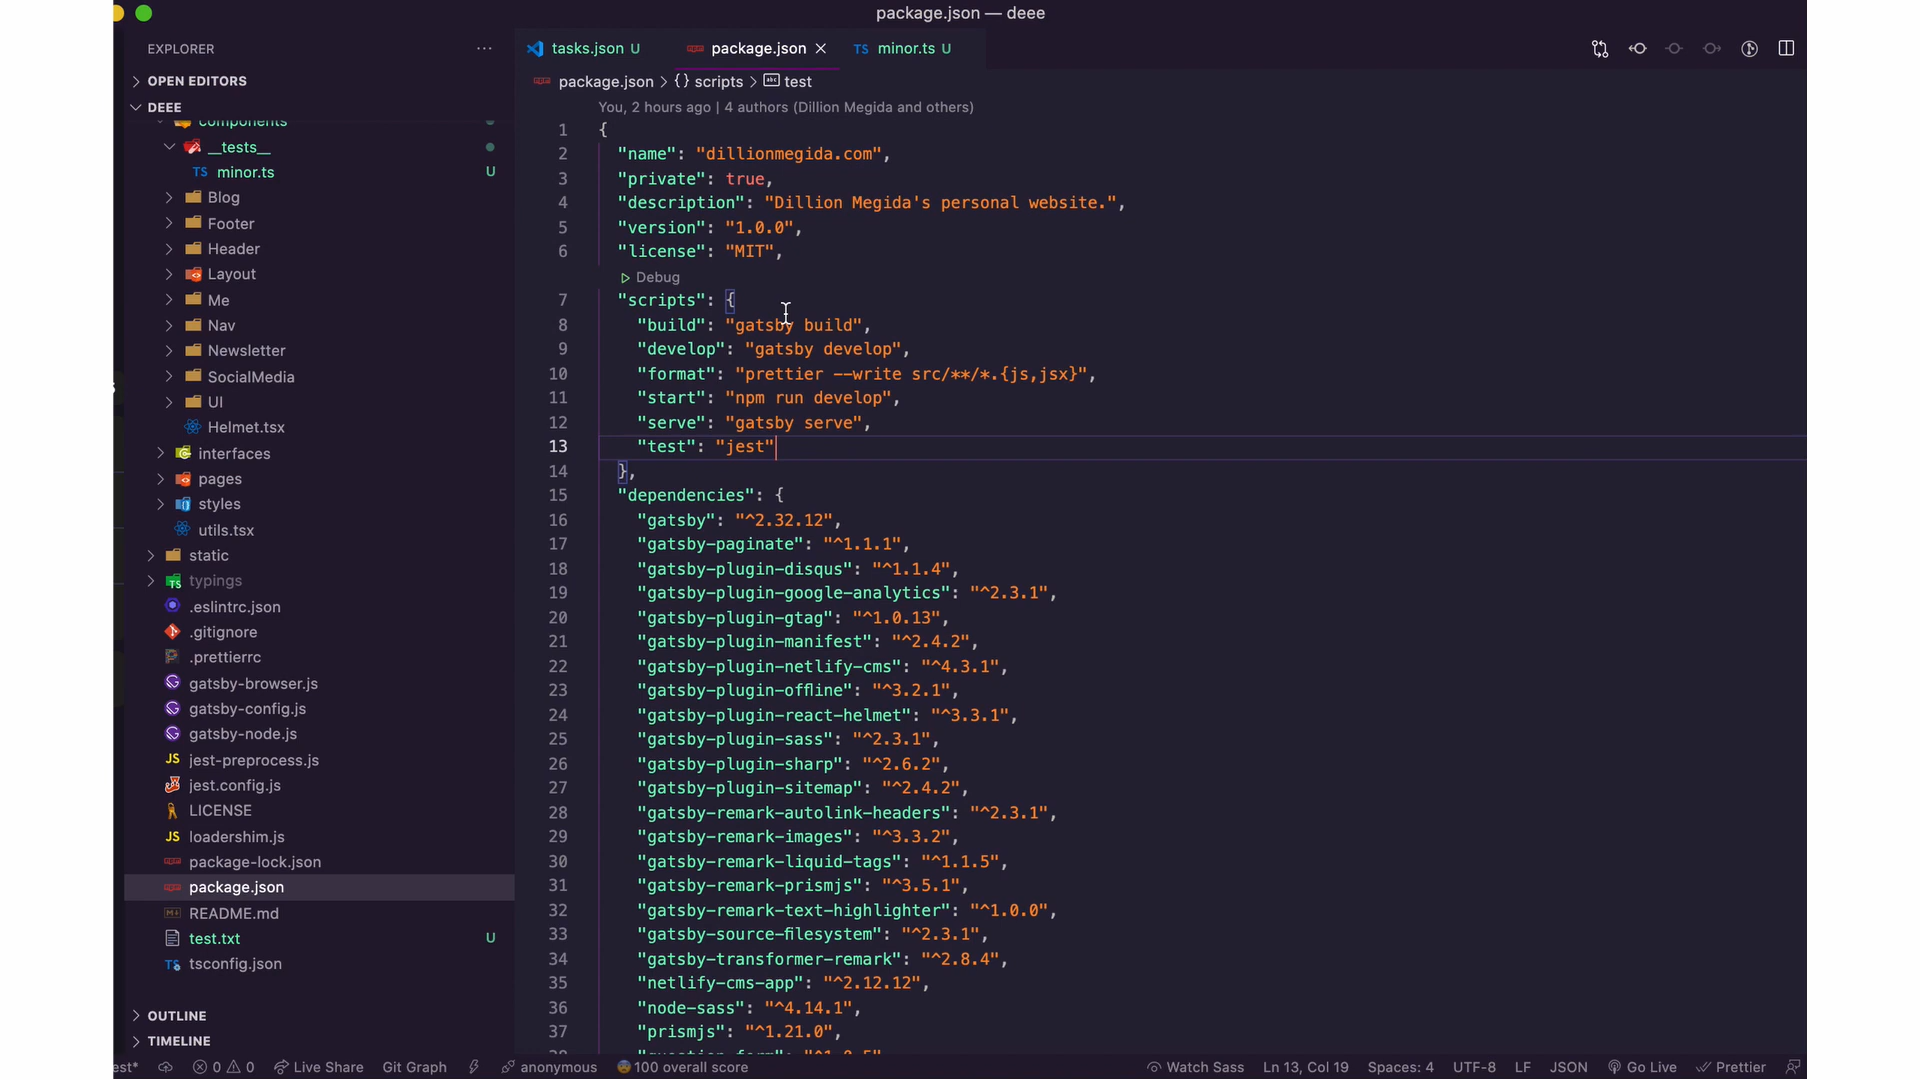 package.json — deee
EXPLORER
OPEN EDITORS
DEEE
components
__tests__
TS minor.ts U
Blog
Footer
Header
Layout
Me
Nav
Newsletter
SocialMedia
UI
Helmet.tsx
interfaces
pages
styles
utils.tsx
static
typings
.eslintrc.json
.gitignore
.prettierrc
gatsby-browser.js
gatsby-config.js
gatsby-node.js
JS jest-preprocess.js
jest.config.js
LICENSE
JS loadershim.js
package-lock.json
package.json
README.md
test.txt U
TS tsconfig.json
OUTLINE
TIMELINE
tasks.json U
package.json
TS minor.ts U
package.json > {} scripts > abc test
You, 2 hours ago | 4 authors (Dillion Megida and others)
1 {
2 "name": "dillionmegida.com",
3 "private": true,
4 "description": "Dillion Megida's personal website.",
5 "version": "1.0.0",
6 "license": "MIT",
Debug
7 "scripts": {
8 "build": "gatsby build",
9 "develop": "gatsby develop",
10 "format": "prettier --write src/**/*.{js,jsx}",
11 "start": "npm run develop",
12 "serve": "gatsby serve",
13 "test": "jest"
14 },
15 "dependencies": {
16 "gatsby": "^2.32.12",
17 "gatsby-paginate": "^1.1.1",
18 "gatsby-plugin-disqus": "^1.1.4",
19 "gatsby-plugin-google-analytics": "^2.3.1",
20 "gatsby-plugin-gtag": "^1.0.13",
21 "gatsby-plugin-manifest": "^2.4.2",
22 "gatsby-plugin-netlify-cms": "^4.3.1",
23 "gatsby-plugin-offline": "^3.2.1",
24 "gatsby-plugin-react-helmet": "^3.3.1",
25 "gatsby-plugin-sass": "^2.3.1",
26 "gatsby-plugin-sharp": "^2.6.2",
27 "gatsby-plugin-sitemap": "^2.4.2",
28 "gatsby-remark-autolink-headers": "^2.3.1",
29 "gatsby-remark-images": "^3.3.2",
30 "gatsby-remark-liquid-tags": "^1.1.5",
31 "gatsby-remark-prismjs": "^3.5.1",
32 "gatsby-remark-text-highlighter": "^1.0.0",
33 "gatsby-source-filesystem": "^2.3.1",
34 "gatsby-transformer-remark": "^2.8.4",
35 "netlify-cms-app": "^2.12.12",
36 "node-sass": "^4.14.1",
37 "prismjs": "^1.21.0",
est* 0 0 Live Share Git Graph anonymous 100 overall score Watch Sass Ln 13, Col 19 Spaces: 4 UTF-8 LF JSON Go Live Prettier